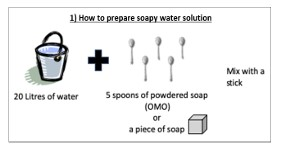 1) How to prepare soapy water solution
Mix with a
stick
20 Litres of water
5 spoons of powdered soap
(OMO)
or
a piece of soap